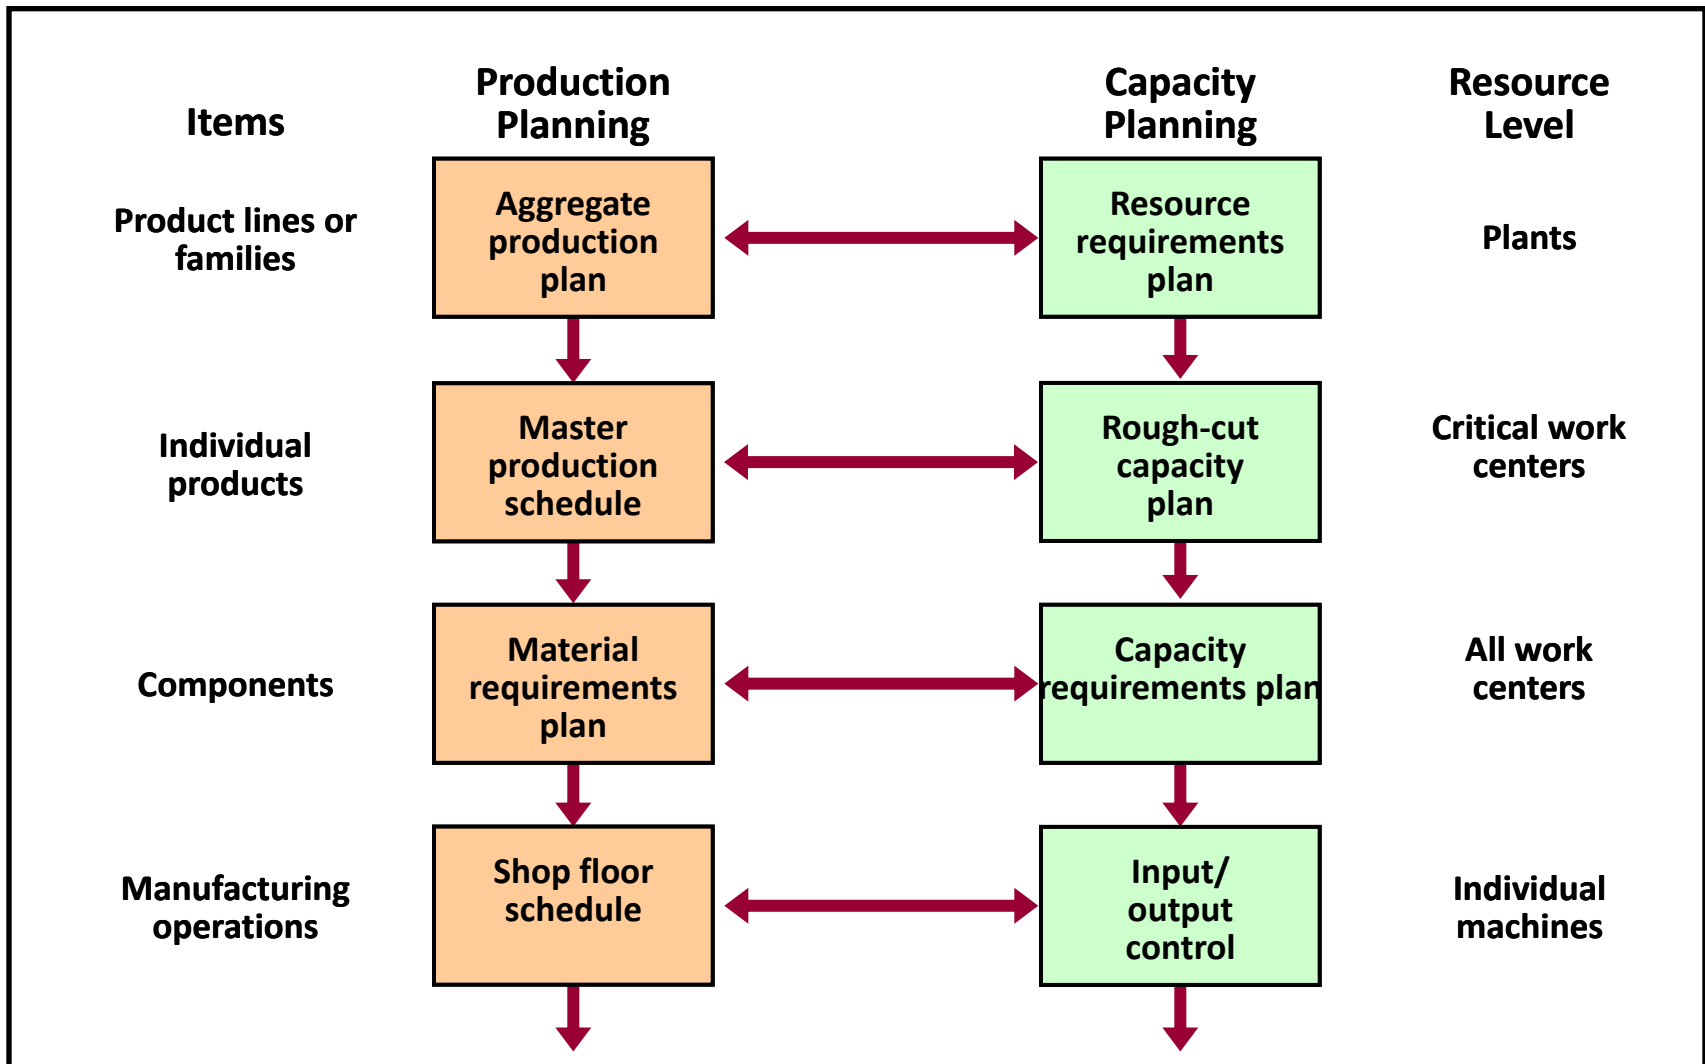 Items
Production
Planning
Capacity
Planning
Resource
Level
Product lines or
families
Aggregate
production
plan
Resource
requirements
plan
Plants
Individual
products
Master
production
schedule
Rough-cut
capacity
plan
Critical work
centers
Components
Material
requirements
plan
Capacity
requirements plan
All work
centers
Manufacturing
operations
Shop floor
schedule
Input/
output
control
Individual
machines